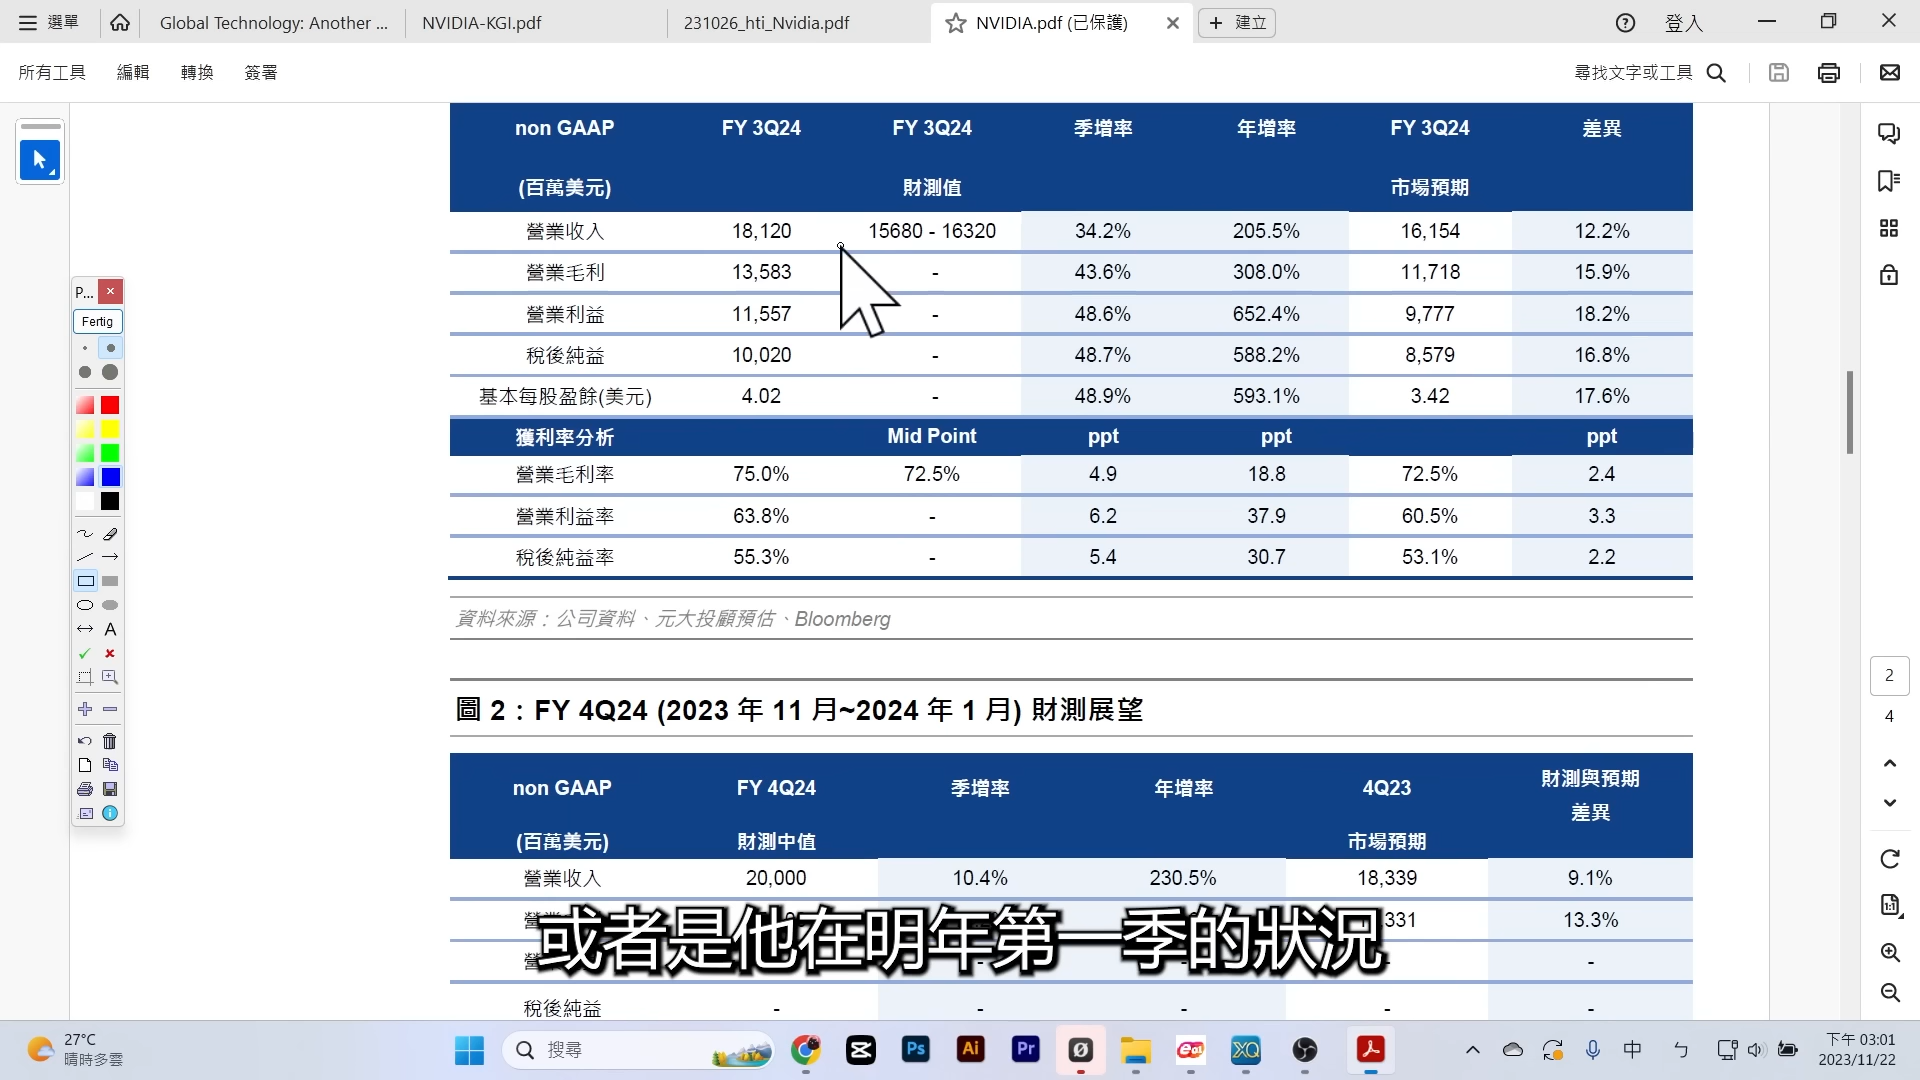 選單
Global Technology: Another ...
NVIDIA-KGI.pdf
231026_hti_Nvidia.pdf
NVIDIA.pdf (已保護)
建立
登入
所有工具 編輯 轉換 簽署
尋找文字或工具
non GAAP FY 3Q24 FY 3Q24 季增率 年增率 FY 3Q24 差異
(百萬美元) 財測值 市場預期
營業收入 18,120 15680 - 16320 34.2% 205.5% 16,154 12.2%
營業毛利 13,583 - 43.6% 308.0% 11,718 15.9%
營業利益 11,557 - 48.6% 652.4% 9,777 18.2%
稅後純益 10,020 - 48.7% 588.2% 8,579 16.8%
基本每股盈餘(美元) 4.02 - 48.9% 593.1% 3.42 17.6%
獲利率分析 Mid Point ppt ppt ppt
營業毛利率 75.0% 72.5% 4.9 18.8 72.5% 2.4
營業利益率 63.8% - 6.2 37.9 60.5% 3.3
稅後純益率 55.3% - 5.4 30.7 53.1% 2.2
資料來源：公司資料、元大投顧預估、Bloomberg
圖 2：FY 4Q24 (2023 年 11 月~2024 年 1 月) 財測展望
non GAAP FY 4Q24 季增率 年增率 4Q23 財測與預期
差異
(百萬美元) 財測中值 市場預期
營業收入 20,000 10.4% 230.5% 18,339 9.1%
331 13.3%
-
稅後純益 - - - - -
或者是他在明年第一季的狀況
P...
Fertig
A
2
4
1:1
27°C
晴時多雲
搜尋
Ps
Ai
Pr
XQ
中
ㄣ
下午 03:01
2023/11/22